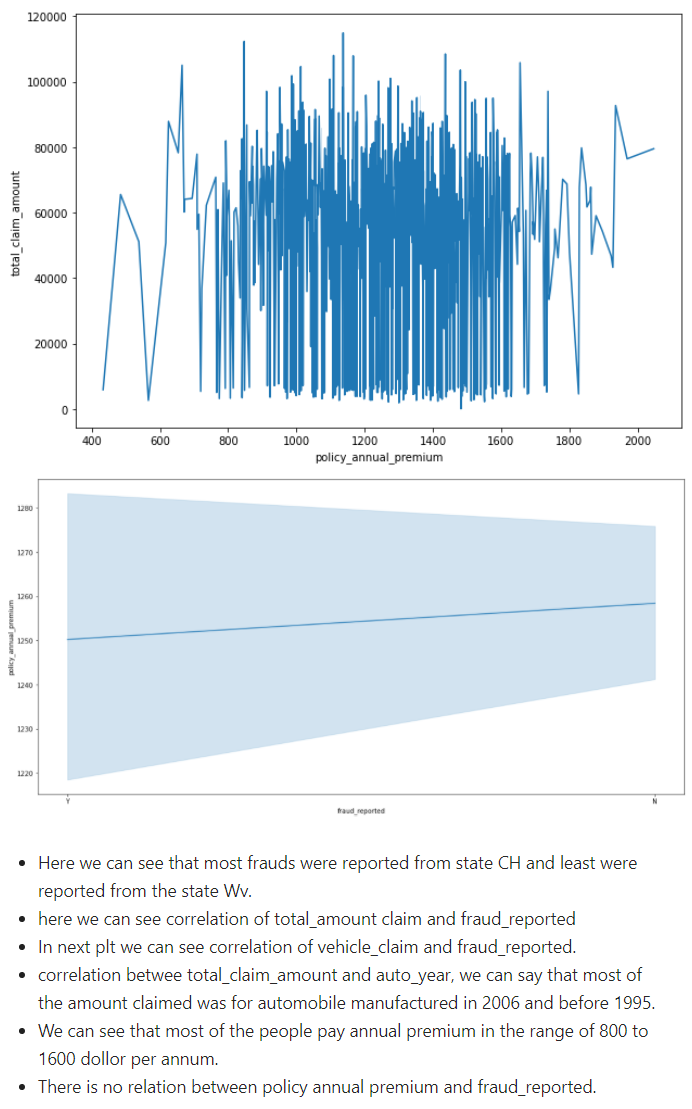 120000
100000
80000
60000
40000
20000
0
total_claim_amount
400 600 800 1000 1200 1400 1600 1800 2000
policy_annual_premium
1280
1270
1260
1250
1240
1230
1220
policy_annual_premium
Y N
fraud_reported
Here we can see that most frauds were reported from state CH and least were
reported from the state Wv.
here we can see correlation of total_amount claim and fraud_reported
In next plt we can see correlation of vehicle_claim and fraud_reported.
correlation betwee total_claim_amount and auto_year, we can say that most of
the amount claimed was for automobile manufactured in 2006 and before 1995.
We can see that most of the people pay annual premium in the range of 800 to
1600 dollor per annum.
There is no relation between policy annual premium and fraud_reported.